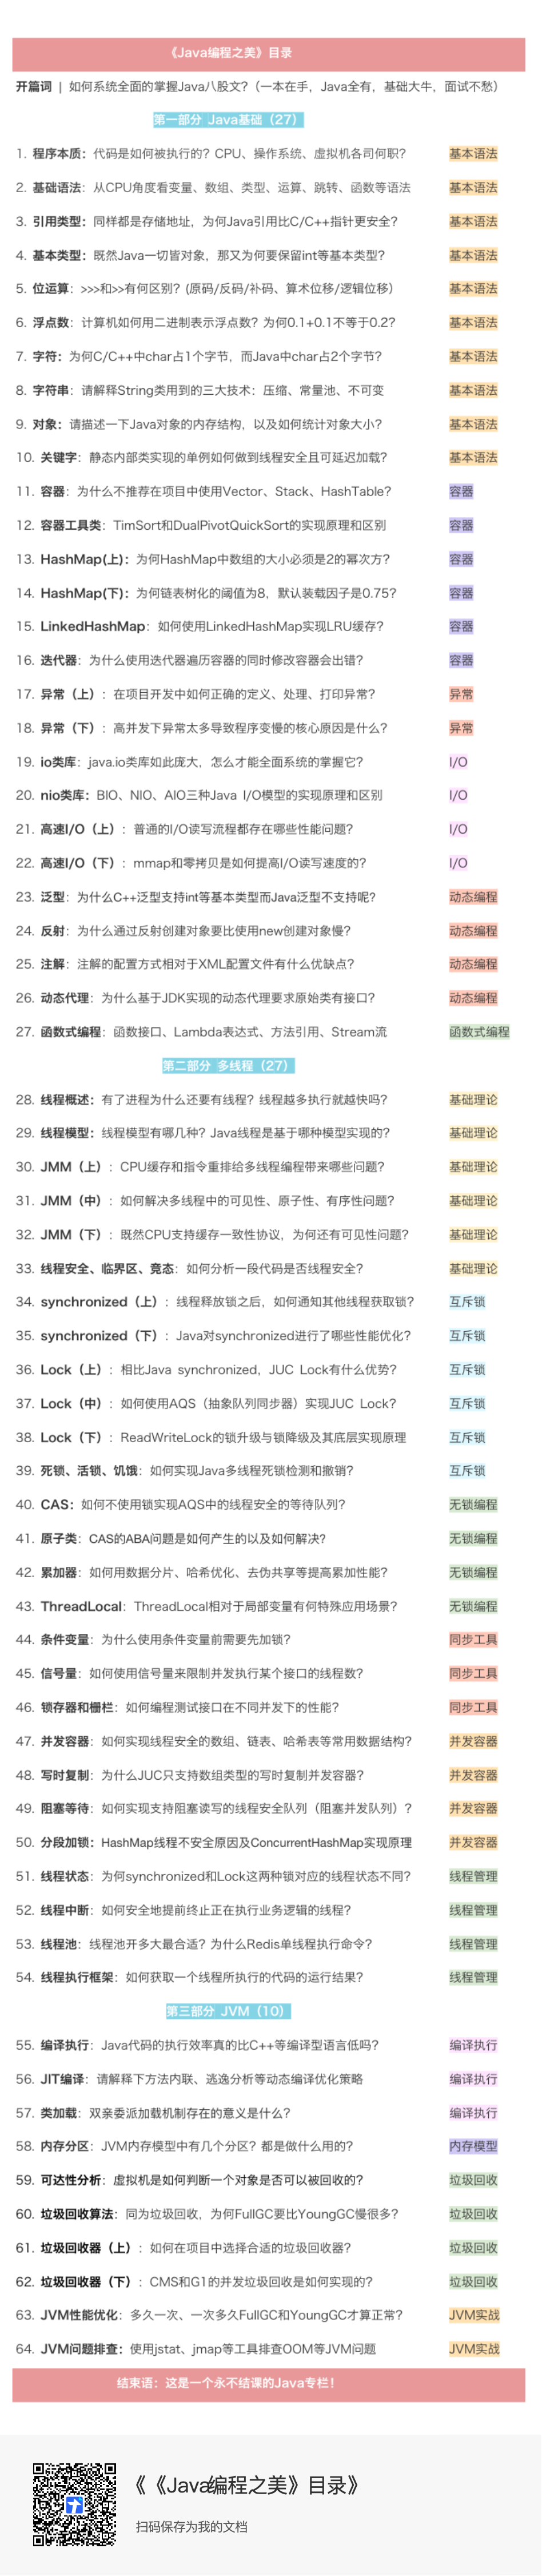 《Java编程之美》目录
开篇词 | 如何系统全面的掌握Java八股文?（一本在手，Java全有，基础大牛，面试不愁）
第一部分 Java基础（27）
1. 程序本质：代码是如何被执行的? CPU、操作系统、虚拟机各司何职? 基本语法
2. 基础语法：从CPU角度看变量、数组、类型、运算、跳转、函数等语法 基本语法
3. 引用类型：同样都是存储地址，为何Java引用比C/C++指针更安全? 基本语法
4. 基本类型：既然Java一切皆对象，那又为何要保留int等基本类型? 基本语法
5. 位运算：>>>和>>有何区别?（原码/反码/补码、算术位移/逻辑位移） 基本语法
6. 浮点数：计算机如何用二进制表示浮点数? 为何0.1+0.1不等于0.2? 基本语法
7. 字符：为何C/C++中char占1个字节，而Java中char占2个字节? 基本语法
8. 字符串：请解释String类用到的三大技术：压缩、常量池、不可变 基本语法
9. 对象：请描述一下Java对象的内存结构，以及如何统计对象大小? 基本语法
10. 关键字：静态内部类实现的单例如何做到线程安全且可延迟加载? 基本语法
11. 容器：为什么不推荐在项目中使用Vector、Stack、HashTable? 容器
12. 容器工具类：TimSort和DualPivotQuickSort的实现原理和区别 容器
13. HashMap(上)：为何HashMap中数组的大小必须是2的幂次方? 容器
14. HashMap(下)：为何链表树化的阈值为8，默认装载因子是0.75? 容器
15. LinkedHashMap：如何使用LinkedHashMap实现LRU缓存? 容器
16. 迭代器：为什么使用迭代器遍历容器的同时修改容器会出错? 容器
17. 异常（上）：在项目开发中如何正确的定义、处理、打印异常? 异常
18. 异常（下）：高并发下异常太多导致程序变慢的核心原因是什么? 异常
19. io类库：java.io类库如此庞大，怎么才能全面系统的掌握它? I/O
20. nio类库：BIO、NIO、AIO三种Java I/O模型的实现原理和区别 I/O
21. 高速I/O（上）：普通的I/O读写流程都存在哪些性能问题? I/O
22. 高速I/O（下）：mmap和零拷贝是如何提高I/O读写速度的? I/O
23. 泛型：为什么C++泛型支持int等基本类型而Java泛型不支持呢? 动态编程
24. 反射：为什么通过反射创建对象要比使用new创建对象慢? 动态编程
25. 注解：注解的配置方式相对于XML配置文件有什么优缺点? 动态编程
26. 动态代理：为什么基于JDK实现的动态代理要求原始类有接口? 动态编程
27. 函数式编程：函数接口、Lambda表达式、方法引用、Stream流 函数式编程
第二部分 多线程（27）
28. 线程概述：有了进程为什么还要有线程? 线程越多执行就越快吗? 基础理论
29. 线程模型：线程模型有哪几种? Java线程是基于哪种模型实现的? 基础理论
30. JMM（上）：CPU缓存和指令重排给多线程编程带来哪些问题? 基础理论
31. JMM（中）：如何解决多线程中的可见性、原子性、有序性问题? 基础理论
32. JMM（下）：既然CPU支持缓存一致性协议，为何还有可见性问题? 基础理论
33. 线程安全、临界区、竞态：如何分析一段代码是否线程安全? 基础理论
34. synchronized（上）：线程释放锁之后，如何通知其他线程获取锁? 互斥锁
35. synchronized（下）：Java对synchronized进行了哪些性能优化? 互斥锁
36. Lock（上）：相比Java synchronized，JUC Lock有什么优势? 互斥锁
37. Lock（中）：如何使用AQS（抽象队列同步器）实现JUC Lock? 互斥锁
38. Lock（下）：ReadWriteLock的锁升级与锁降级及其底层实现原理 互斥锁
39. 死锁、活锁、饥饿：如何实现Java多线程死锁检测和撤销? 互斥锁
40. CAS：如何不使用锁实现AQS中的线程安全的等待队列? 无锁编程
41. 原子类：CAS的ABA问题是如何产生的以及如何解决? 无锁编程
42. 累加器：如何用数据分片、哈希优化、去伪共享等提高累加性能? 无锁编程
43. ThreadLocal：ThreadLocal相对于局部变量有何特殊应用场景? 无锁编程
44. 条件变量：为什么使用条件变量前需要先加锁? 同步工具
45. 信号量：如何使用信号量来限制并发执行某个接口的线程数? 同步工具
46. 锁存器和栅栏：如何编程测试接口在不同并发下的性能? 同步工具
47. 并发容器：如何实现线程安全的数组、链表、哈希表等常用数据结构? 并发容器
48. 写时复制：为什么JUC只支持数组类型的写时复制并发容器? 并发容器
49. 阻塞等待：如何实现支持阻塞读写的线程安全队列（阻塞并发队列）? 并发容器
50. 分段加锁：HashMap线程不安全原因及ConcurrentHashMap实现原理 并发容器
51. 线程状态：为何synchronized和Lock这两种锁对应的线程状态不同? 线程管理
52. 线程中断：如何安全地提前终止正在执行业务逻辑的线程? 线程管理
53. 线程池：线程池开多大最合适? 为什么Redis单线程执行命令? 线程管理
54. 线程执行框架：如何获取一个线程所执行的代码的运行结果? 线程管理
第三部分 JVM（10）
55. 编译执行：Java代码的执行效率真的比C++等编译型语言低吗? 编译执行
56. JIT编译：请解释下方法内联、逃逸分析等动态编译优化策略 编译执行
57. 类加载：双亲委派加载机制存在的意义是什么? 编译执行
58. 内存分区：JVM内存模型中有几个分区? 都是做什么用的? 内存模型
59. 可达性分析：虚拟机是如何判断一个对象是否可以被回收的? 垃圾回收
60. 垃圾回收算法：同为垃圾回收，为何FullGC要比YoungGC慢很多? 垃圾回收
61. 垃圾回收器（上）：如何在项目中选择合适的垃圾回收器? 垃圾回收
62. 垃圾回收器（下）：CMS和G1的并发垃圾回收是如何实现的? 垃圾回收
63. JVM性能优化：多久一次、一次多久FullGC和YoungGC才算正常? JVM实战
64. JVM问题排查：使用jstat、jmap等工具排查OOM等JVM问题 JVM实战
结束语：这是一个永不结课的Java专栏！
《《Java编程之美》目录》
扫码保存为我的文档